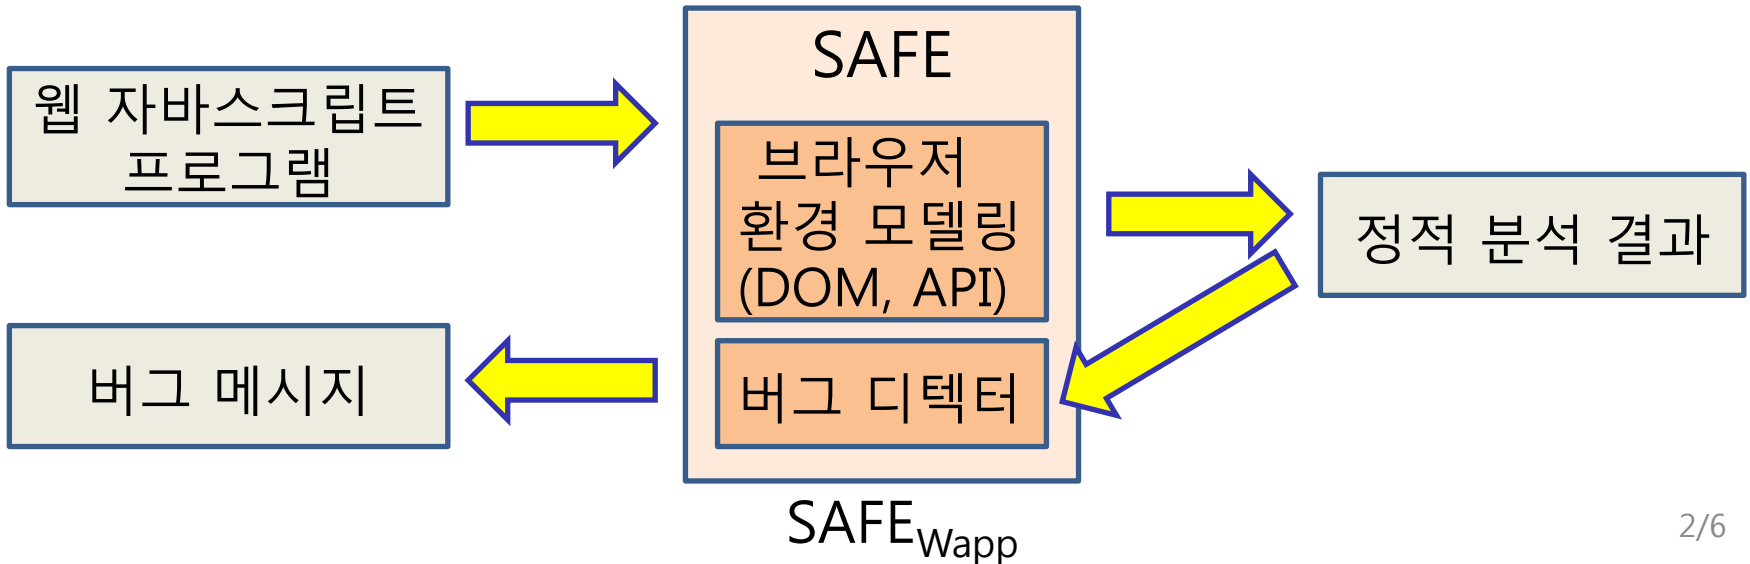 웹 자바스크립트
프로그램
SAFE
브라우저
환경 모델링
(DOM, API)
버그 디텍터
정적 분석 결과
버그 메시지
SAFEWapp
2/6